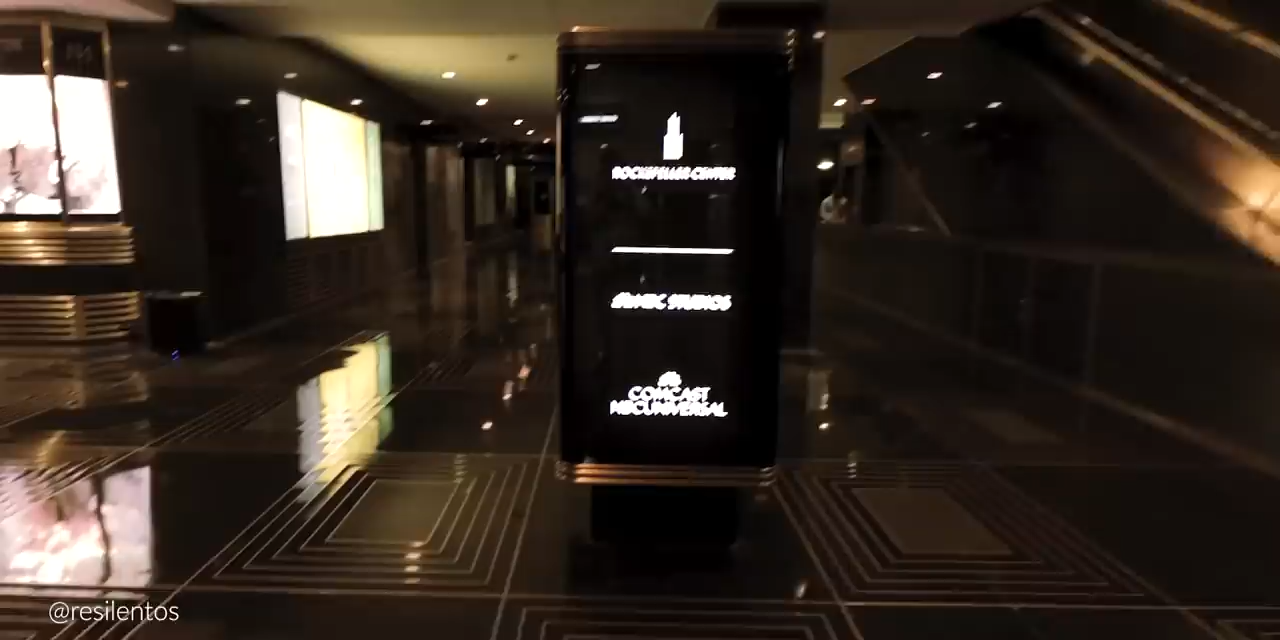 ROCKEFELLER CENTER
NBC STUDIOS
COMCAST
NBCUNIVERSAL
@resilentos